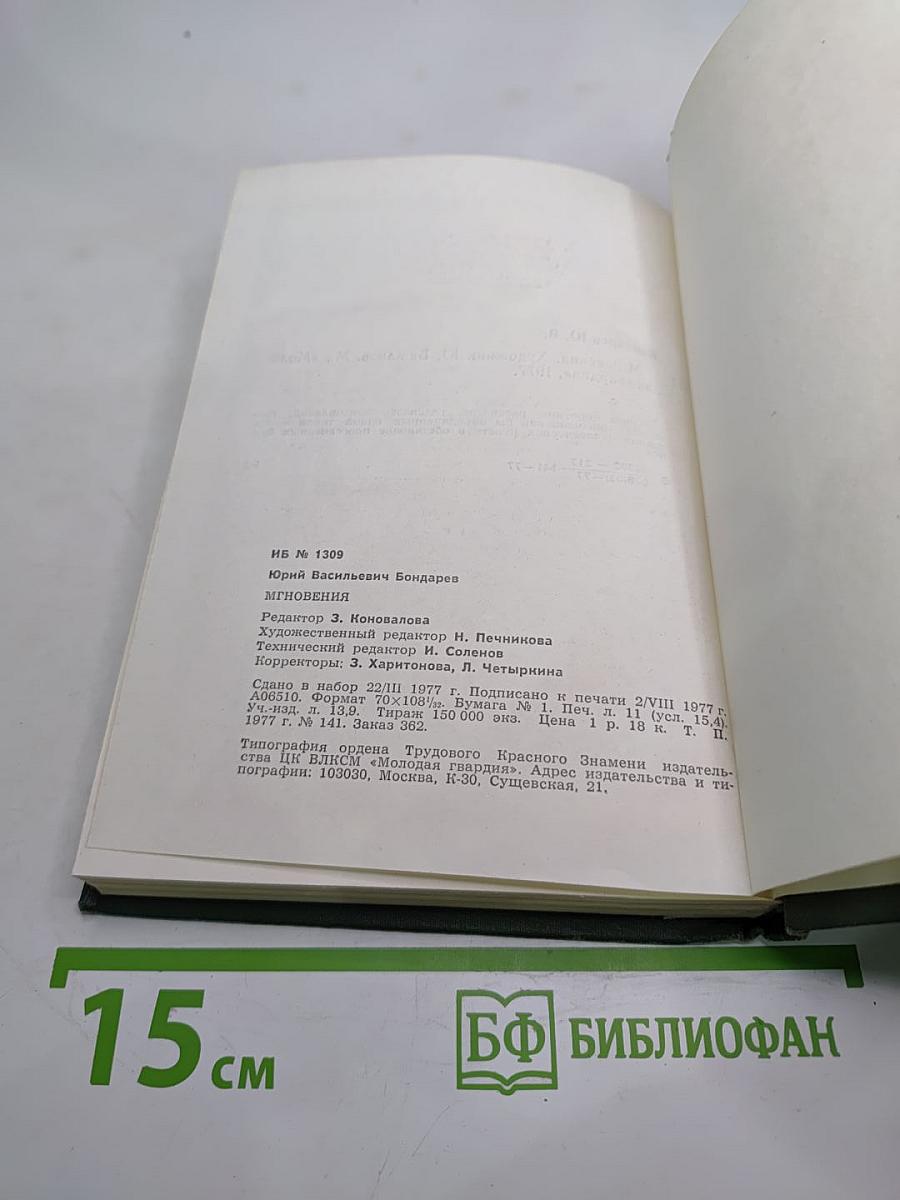 ИБ № 1309
Юрий Васильевич Бондарев
МГНОВЕНИЯ
Редактор З. Коновалова
Художественный редактор Н. Печникова
Технический редактор И. Соленов
Корректоры: З. Харитонова, Л. Четыркина
Сдано в набор 22/III 1977 г. Подписано к печати 2/VIII 1977 г.
А06510. Формат 70×108¹/₃₂. Бумага № 1. Печ. л. 11 (усл. 15,4).
Уч.-изд. л. 13,9. Тираж 150 000 экз. Цена 1 р. 18 к. Т. П.
1977 г. № 141. Заказ 362.
Типография ордена Трудового Красного Знамени издатель-
ства ЦК ВЛКСМ «Молодая гвардия». Адрес издательства и ти-
пографии: 103030, Москва, К-30, Сущевская, 21.
15 см
БФ БИБЛИОФАН